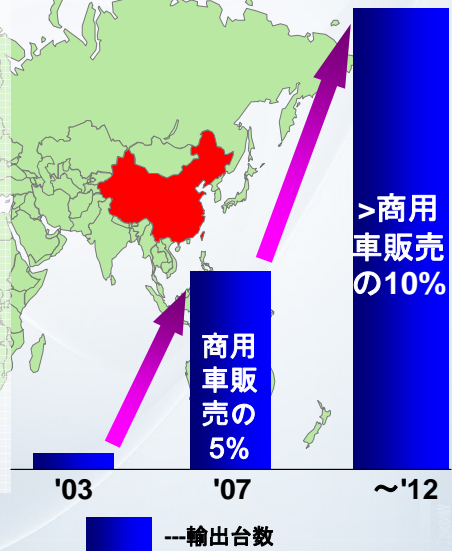 >商用
車販売
の10%
商用
車販
売の
5%
'03 '07 ～'12
---輸出台数